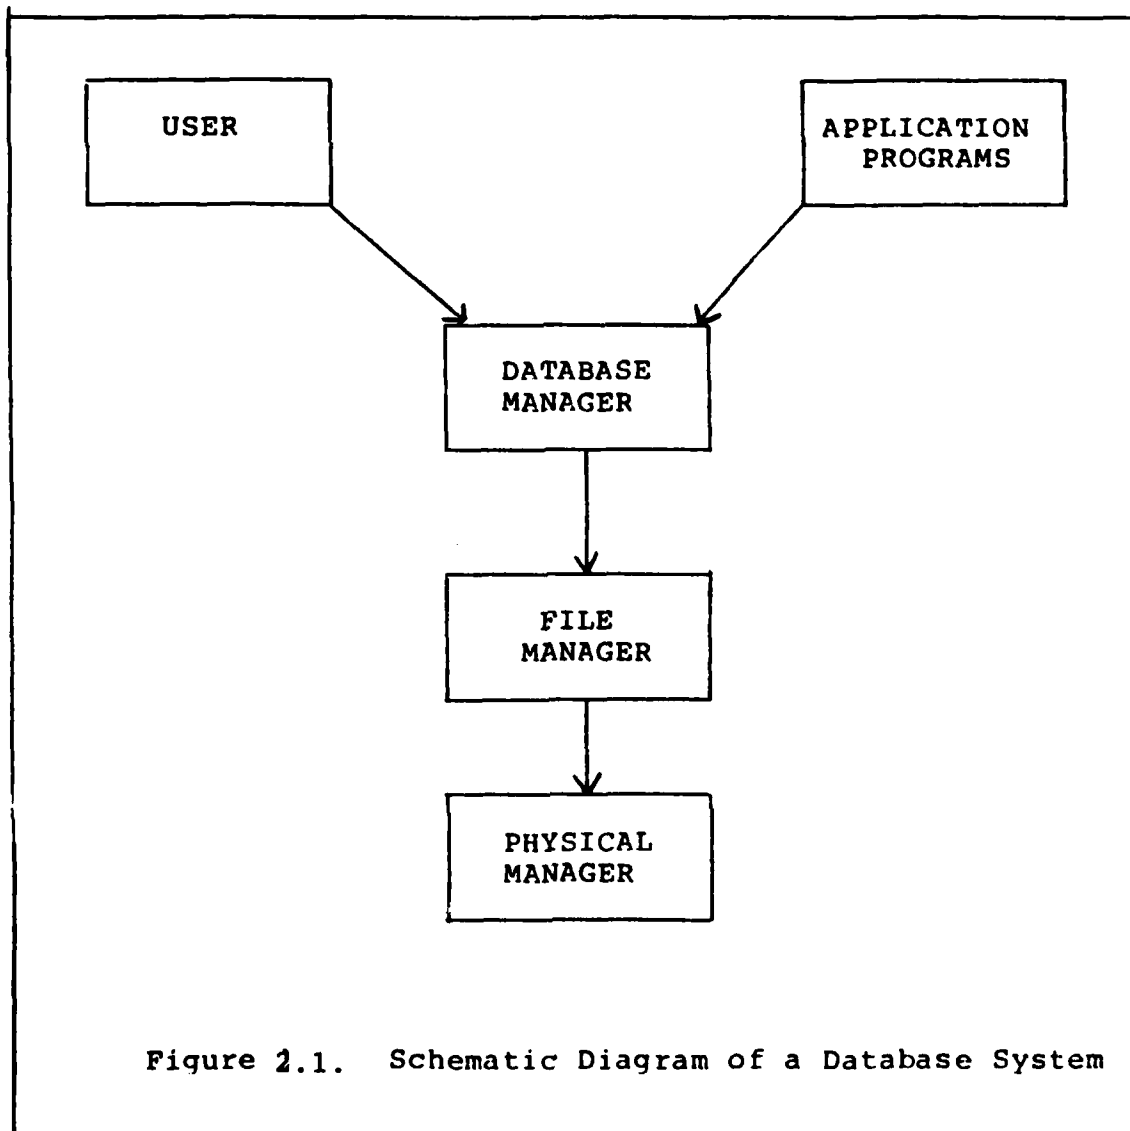 USER
APPLICATION
PROGRAMS
DATABASE
MANAGER
FILE
MANAGER
PHYSICAL
MANAGER
Figure 2.1. Schematic Diagram of a Database System